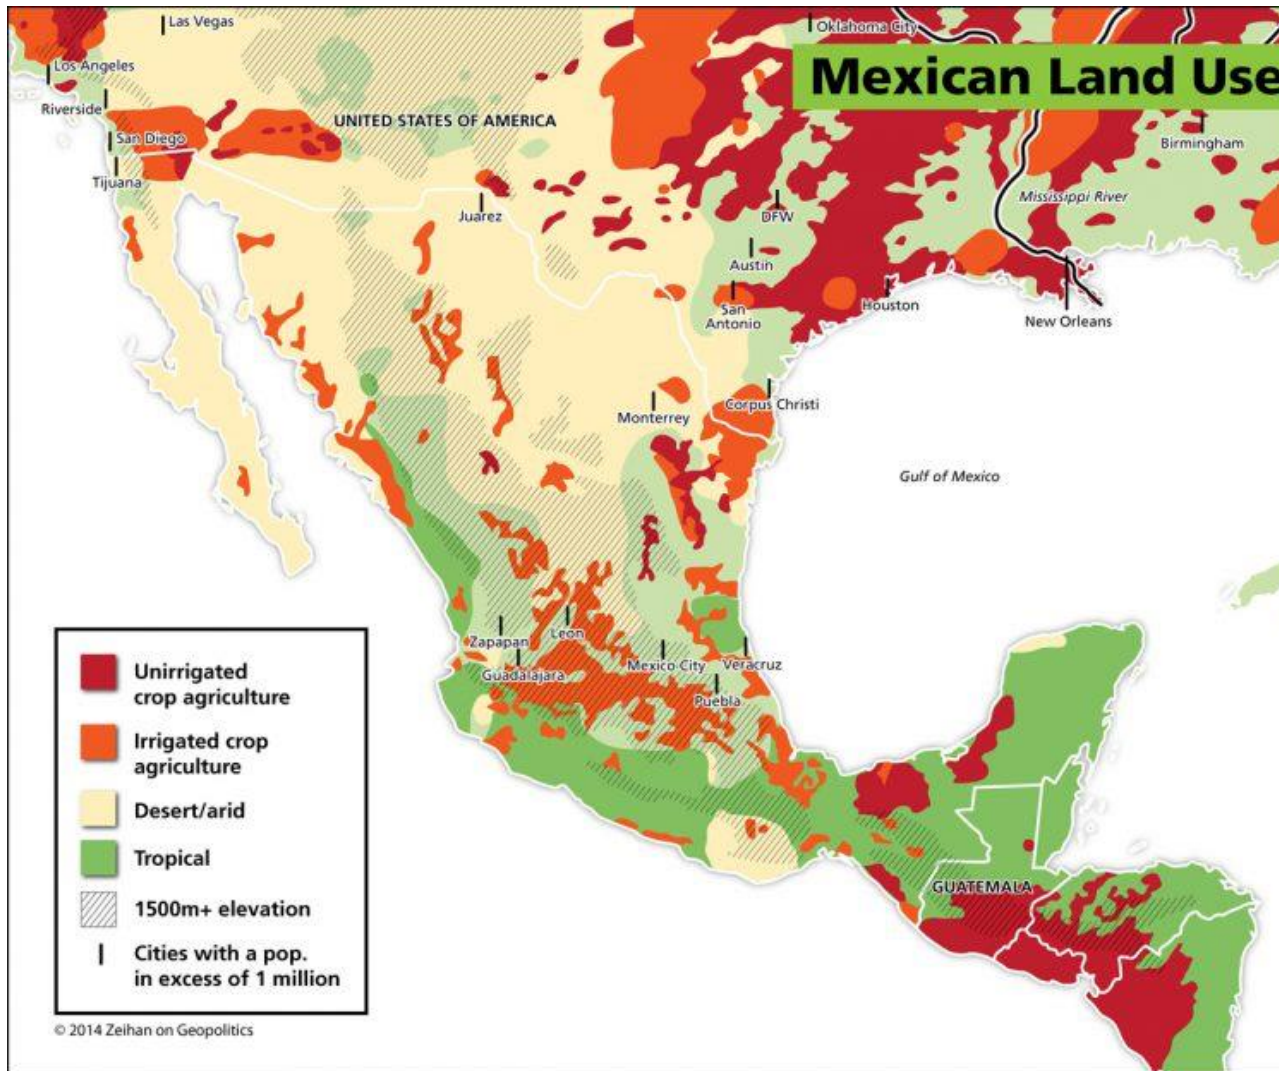 Las Vegas
Oklahoma City
Mexican Land Use
Los Angeles
Riverside
UNITED STATES OF AMERICA
San Diego
Birmingham
Tijuana
Mississippi River
Juarez
DFW
Austin
San
Antonio
Houston
New Orleans
Monterrey
Corpus Christi
Gulf of Mexico
Zapapan
Leon
Guadalajara
Mexico City
Veracruz
Puebla
Unirrigated
crop agriculture
Irrigated crop
agriculture
Desert/arid
Tropical
1500m+ elevation
Cities with a pop.
in excess of 1 million
GUATEMALA
© 2014 Zeihan on Geopolitics